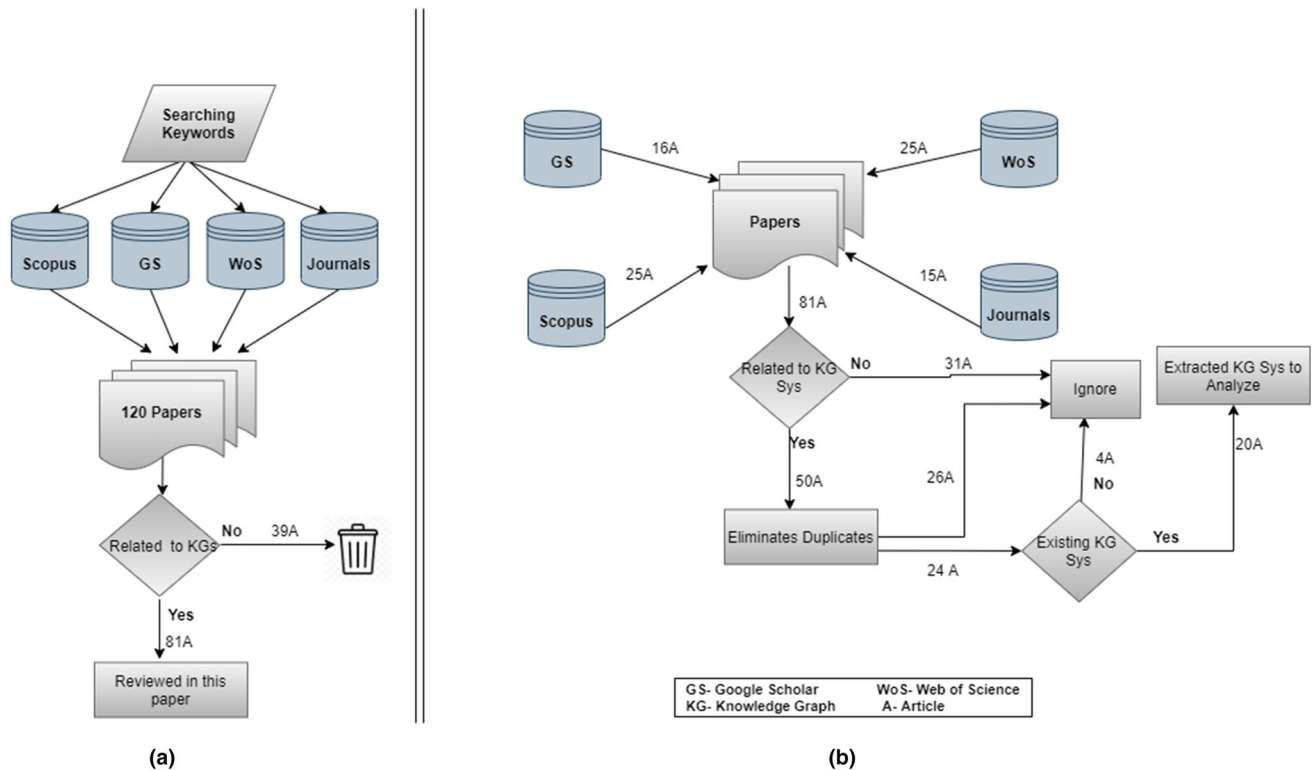 Searching
Keywords
Scopus
GS
WoS
Journals
120 Papers
Related to KGs
No
39A
Yes
81A
Reviewed in this
paper
(a)
GS
16A
25A
WoS
Papers
Scopus
25A
15A
Journals
81A
Related to KG
Sys
No
31A
Ignore
Extracted KG Sys to
Analyze
Yes
50A
26A
4A
No
20A
Eliminates Duplicates
24 A
Existing KG
Sys
Yes
GS- Google Scholar
WoS- Web of Science
KG- Knowledge Graph
A- Article
(b)